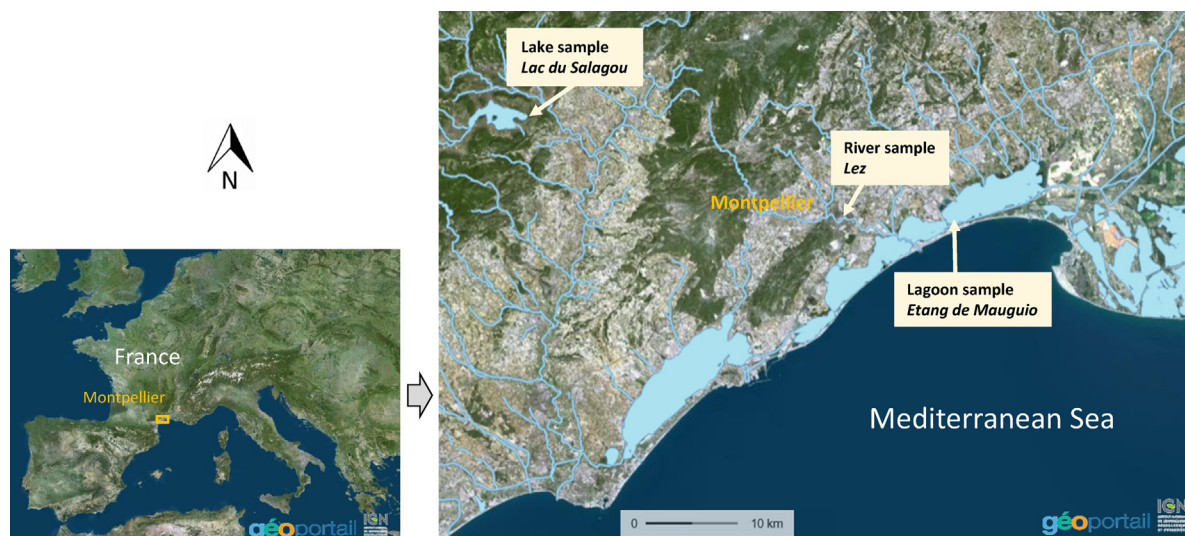 N
France
Montpellier
géoportail
IGN
Lake sample
Lac du Salagou
River sample
Lez
Montpellier
Lagoon sample
Etang de Mauguio
Mediterranean Sea
0 10 km
géoportail
IGN